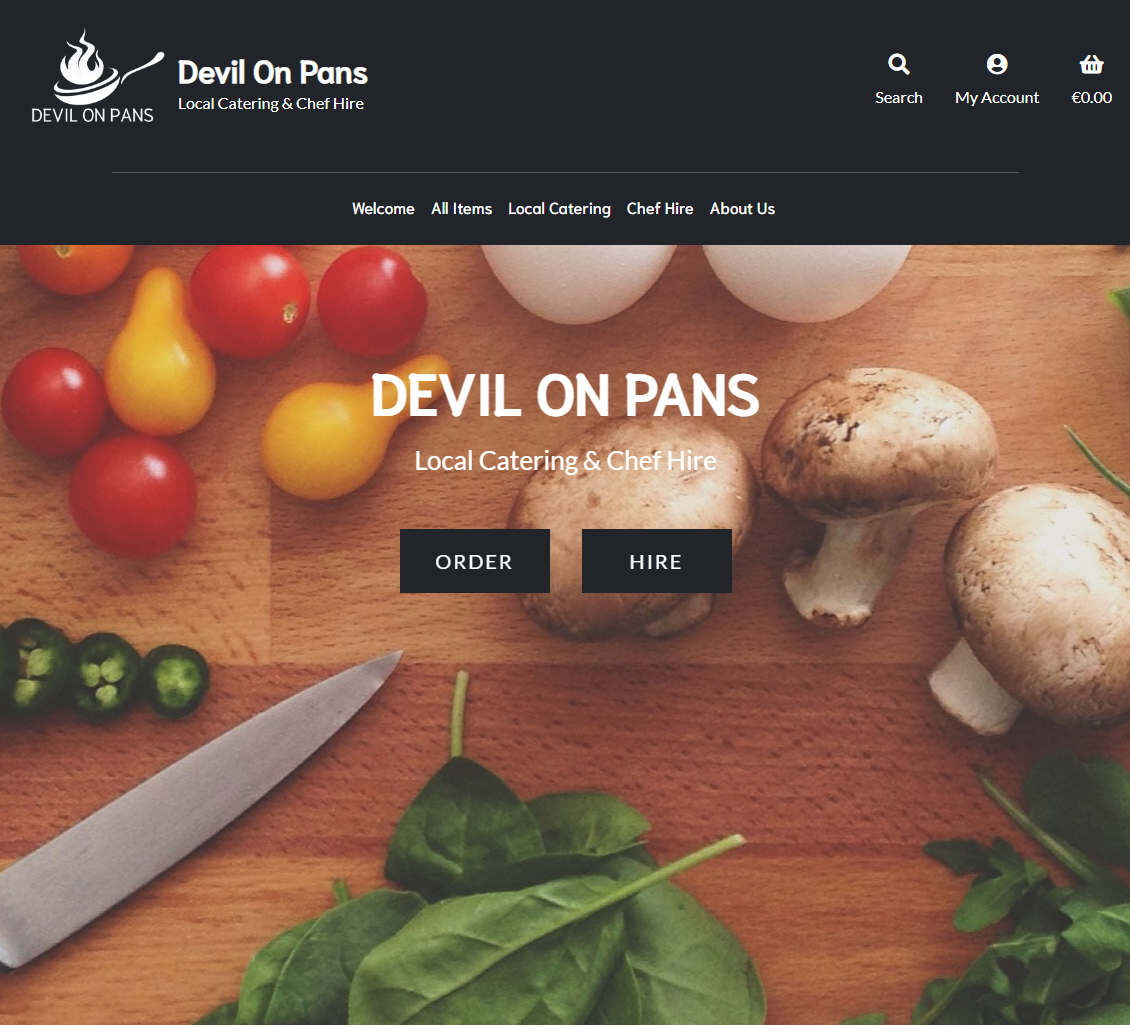 DEVIL ON PANS
Devil On Pans
Local Catering & Chef Hire
Search
My Account
€0.00
Welcome
All Items
Local Catering
Chef Hire
About Us
DEVIL ON PANS
Local Catering & Chef Hire
ORDER
HIRE